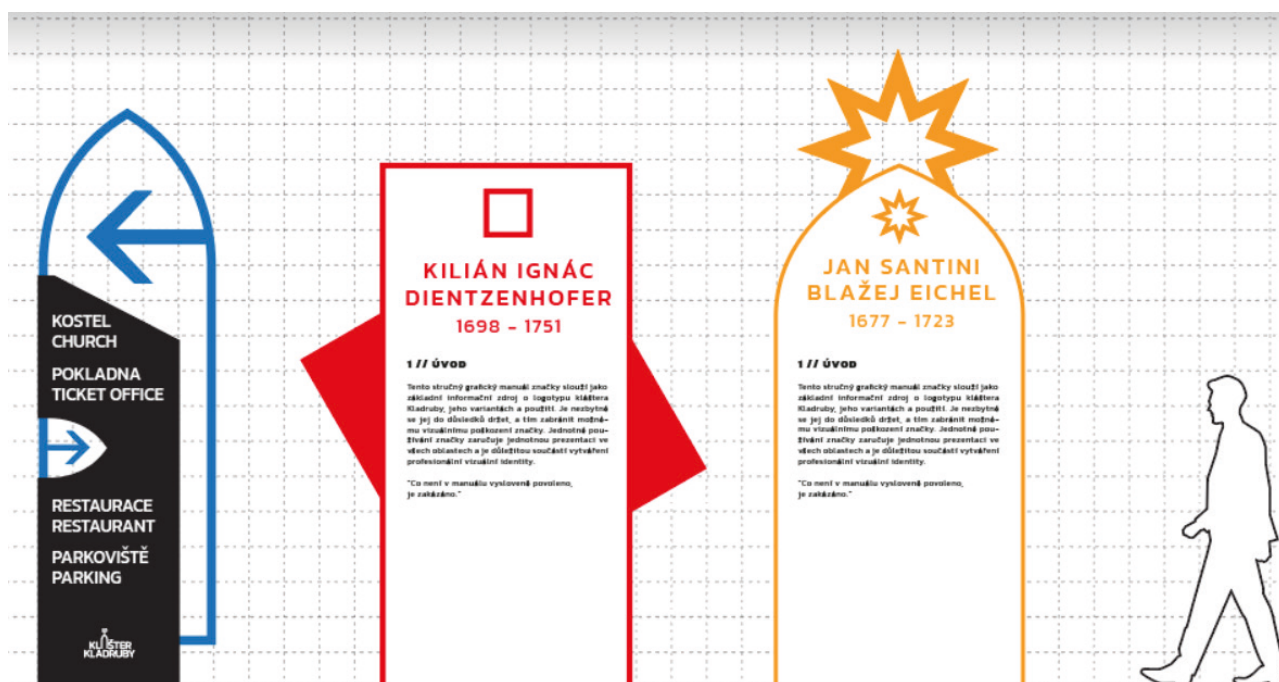 KOSTEL
CHURCH
POKLADNA
TICKET OFFICE
RESTAURACE
RESTAURANT
PARKOVIŠTĚ
PARKING
KLÁŠTER
KLADRUBY
KILIÁN IGNÁC
DIENTZENHOFER
1698 – 1751
1 // ÚVOD
Tento stručný grafický manuál značky slouží jako
základní informační zdroj o logotypu kláštera
Kladruby, jeho variantách a použití. Je nezbytné
se jej do důsledků držet, a tím zabránit možné-
mu vizuálnímu poškození značky. Jednotné pou-
žívání značky zaručuje jednotnou prezentaci ve
všech oblastech a je důležitou součástí vytváření
profesionální vizuální identity.
"Co není v manuálu vysloveně povoleno,
je zakázáno."
JAN SANTINI
BLAŽEJ EICHEL
1677 – 1723
1 // ÚVOD
Tento stručný grafický manuál značky slouží jako
základní informační zdroj o logotypu kláštera
Kladruby, jeho variantách a použití. Je nezbytné
se jej do důsledků držet, a tím zabránit možné-
mu vizuálnímu poškození značky. Jednotné pou-
žívání značky zaručuje jednotnou prezentaci ve
všech oblastech a je důležitou součástí vytváření
profesionální vizuální identity.
"Co není v manuálu vysloveně povoleno,
je zakázáno."